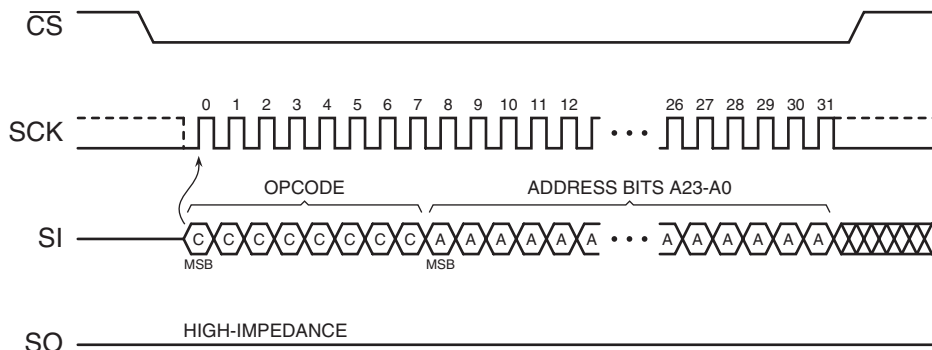 CS
0 1 2 3 4 5 6 7 8 9 10 11 12 26 27 28 29 30 31
SCK
OPCODE ADDRESS BITS A23-A0
SI C C C C C C C C A A A A A A A A A A A A
MSB MSB
HIGH-IMPEDANCE
SO